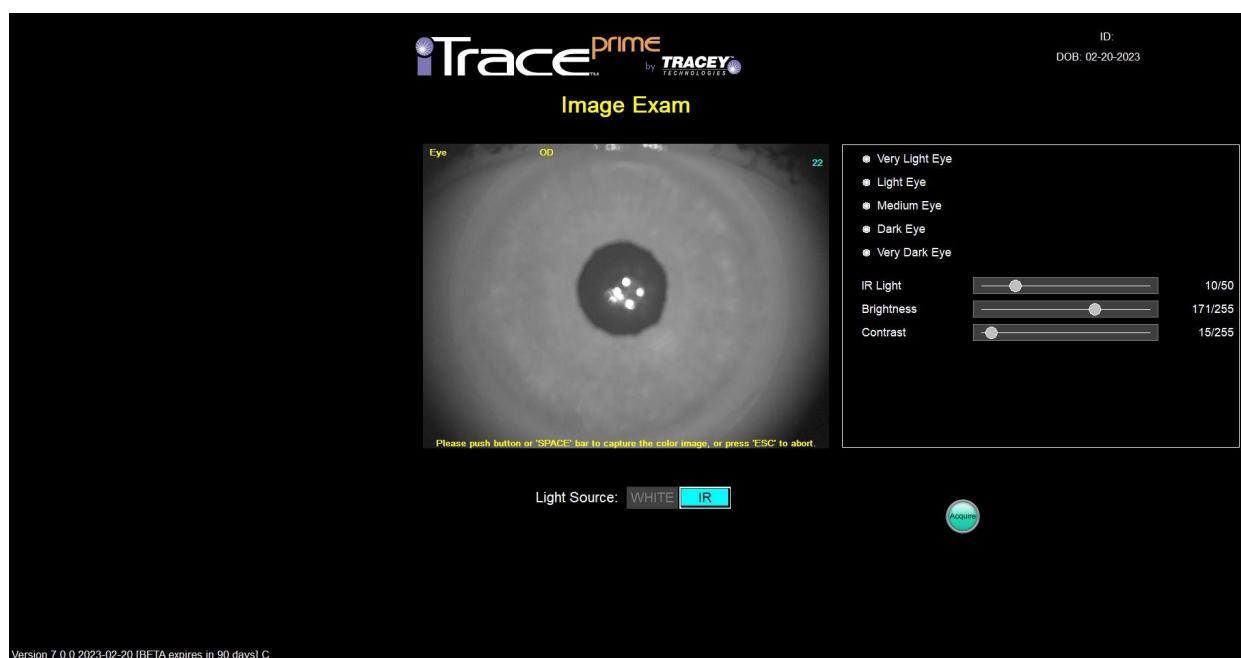 iTrace™ prime
by TRACEY™
TECHNOLOGIES
ID:
DOB: 02-20-2023
Image Exam
Eye OD 22
Please push button or 'SPACE' bar to capture the color image, or press 'ESC' to abort.
Very Light Eye
Light Eye
Medium Eye
Dark Eye
Very Dark Eye
IR Light 10/50
Brightness 171/255
Contrast 15/255
Light Source: WHITE IR
Acquire
Version 7.0.0 2023-02-20 [BETA expires in 90 days] C